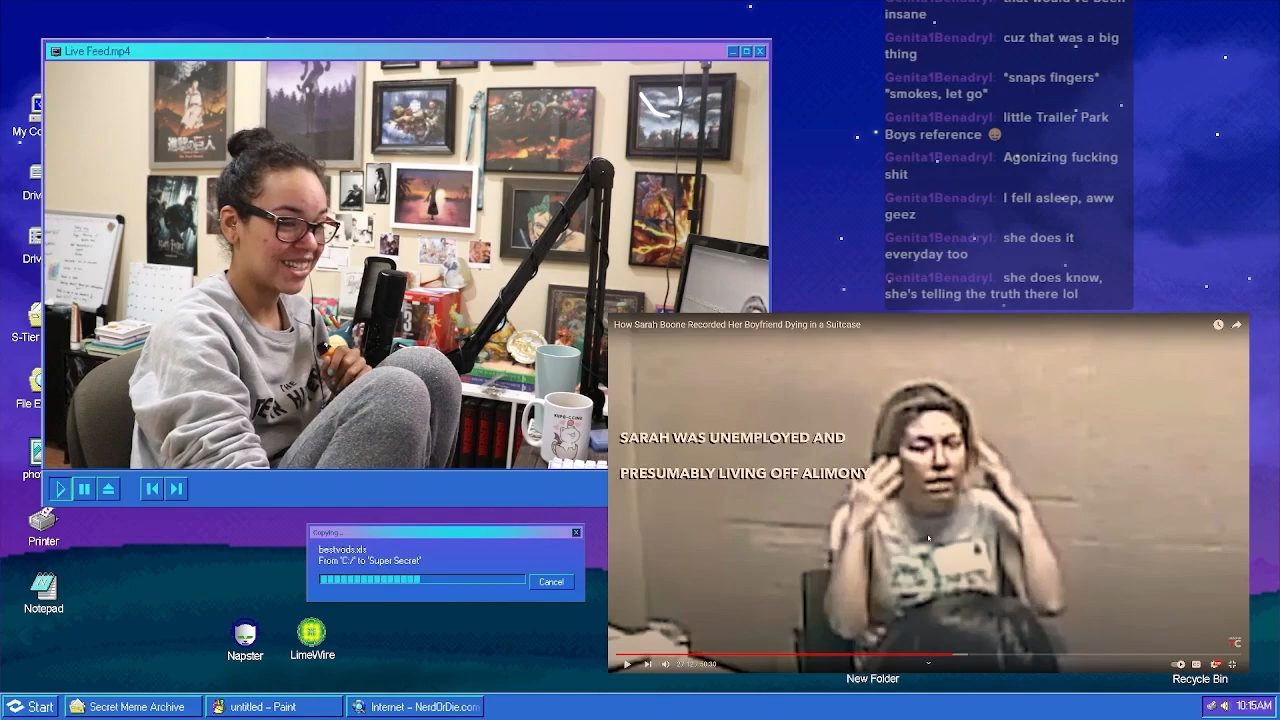 Live Feed.mp4
insane
Genita1Benadryl: cuz that was a big
thing
Genita1Benadryl: *snaps fingers*
"smokes, let go"
Genita1Benadryl: little Trailer Park
Boys reference
Genita1Benadryl: Agonizing fucking
shit
Genita1Benadryl: I fell asleep, aww
geez
Genita1Benadryl: she does it
everyday too
Genita1Benadryl: she does know,
she's telling the truth there lol
How Sarah Boone Recorded Her Boyfriend Dying in a Suitcase
SARAH WAS UNEMPLOYED AND
PRESUMABLY LIVING OFF ALIMONY
27:12 / 50:30
My Co
Driv
Driv
S-Tier
File E
phot
Printer
Notepad
Copying...
bestvods.xls
From 'C:/' to 'Super Secret'
Cancel
Napster
LimeWire
New Folder
Recycle Bin
Start
Secret Meme Archive
untitled - Paint
Internet - NerdOrDie.com
10:15AM